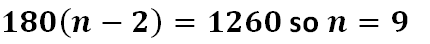 180(n − 2) = 1260 so n = 9